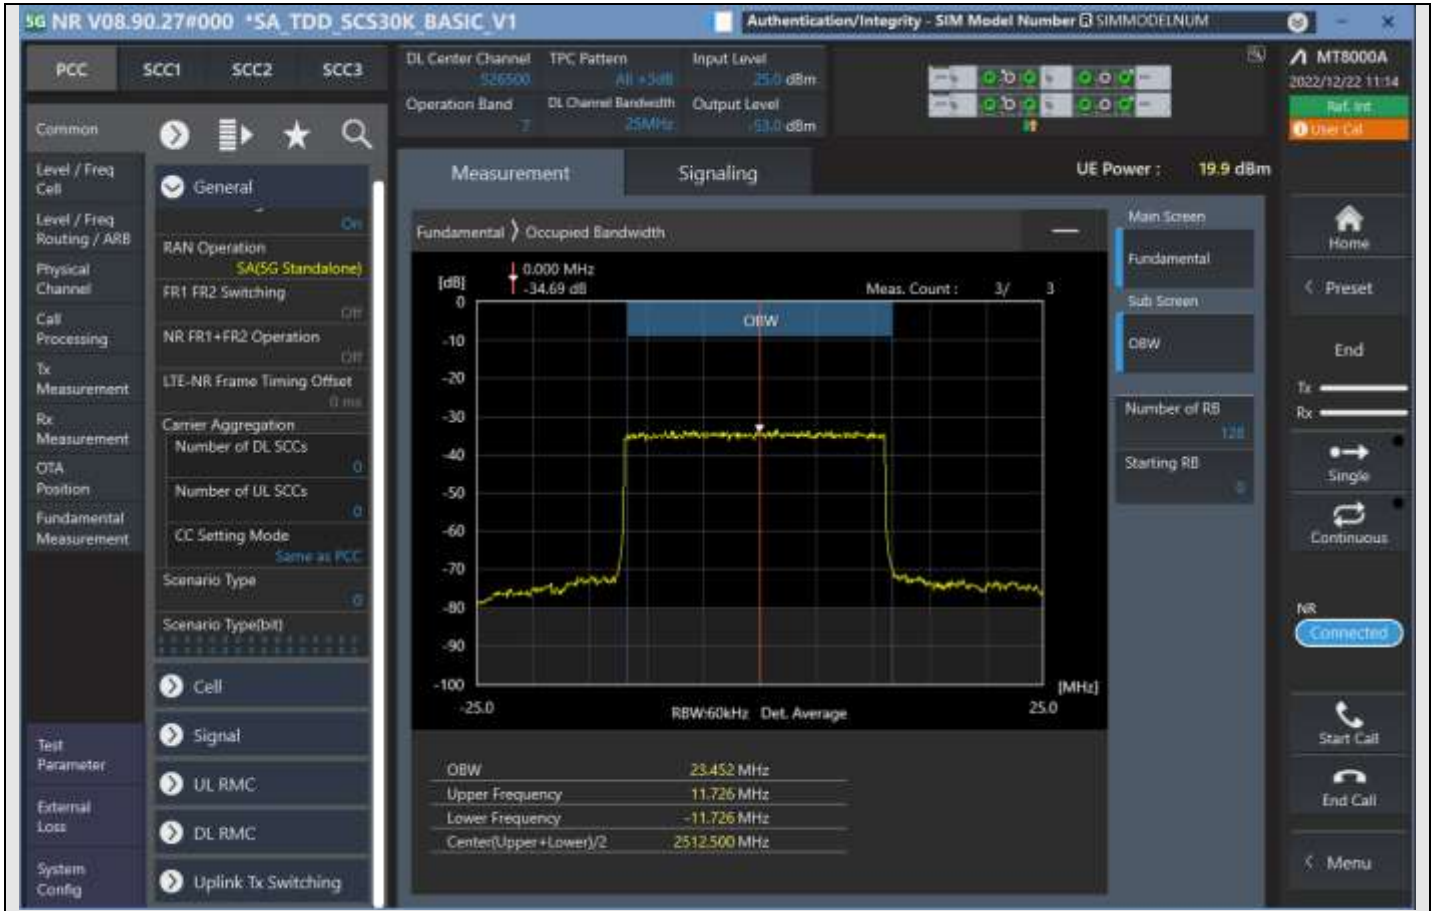 5G NR V08.90.27#000 *SA_TDD_SCS30K_BASIC_V1
Authentication/Integrity - SIM Model Number SIMMODELNUM
PCC SCC1 SCC2 SCC3
DL Center Channel TPC Pattern Input Level
526500 All +3dB 25.0 dBm
Operation Band DL Channel Bandwidth Output Level
7 25MHz -53.0 dBm
MT8000A
2022/12/22 11:14
Ref. Int
User Cal
Common
Level / Freq
Cell
Level / Freq
Routing / ARB
Physical
Channel
Call
Processing
Tx
Measurement
Rx
Measurement
OTA
Position
Fundamental
Measurement
Test
Parameter
External
Loss
System
Config
General
On
RAN Operation
SA(5G Standalone)
FR1 FR2 Switching
Off
NR FR1+FR2 Operation
Off
LTE-NR Frame Timing Offset
0 ms
Carrier Aggregation
Number of DL SCCs
0
Number of UL SCCs
0
CC Setting Mode
Same as PCC
Scenario Type
0
Scenario Type(bit)
Cell
Signal
UL RMC
DL RMC
Uplink Tx Switching
Measurement Signaling
UE Power : 19.9 dBm
Fundamental Occupied Bandwidth
[dB]
0.000 MHz
-34.69 dB
Meas. Count : 3/ 3
OBW
0
-10
-20
-30
-40
-50
-60
-70
-80
-90
-100
[MHz]
-25.0 25.0
RBW:60kHz Det. Average
OBW 23.452 MHz
Upper Frequency 11.726 MHz
Lower Frequency -11.726 MHz
Center(Upper+Lower)/2 2512.500 MHz
Main Screen
Fundamental
Sub Screen
OBW
Number of RB
128
Starting RB
0
Home
Preset
End
Tx
Rx
Single
Continuous
NR
Connected
Start Call
End Call
Menu